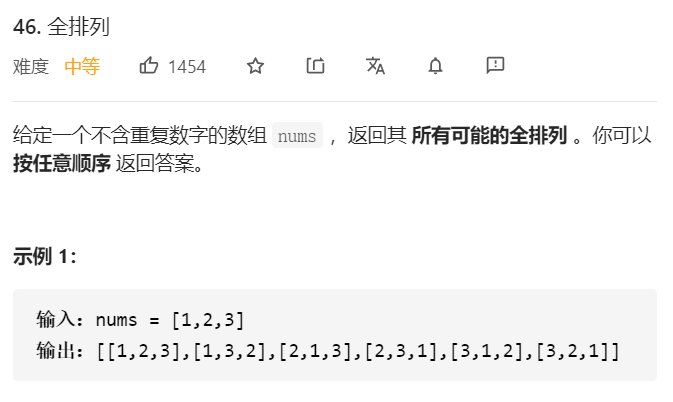 46. 全排列
难度 中等 1454
给定一个不含重复数字的数组 nums ，返回其 所有可能的全排列 。你可以
按任意顺序 返回答案。
示例 1：
输入：nums = [1,2,3]
输出：[[1,2,3],[1,3,2],[2,1,3],[2,3,1],[3,1,2],[3,2,1]]